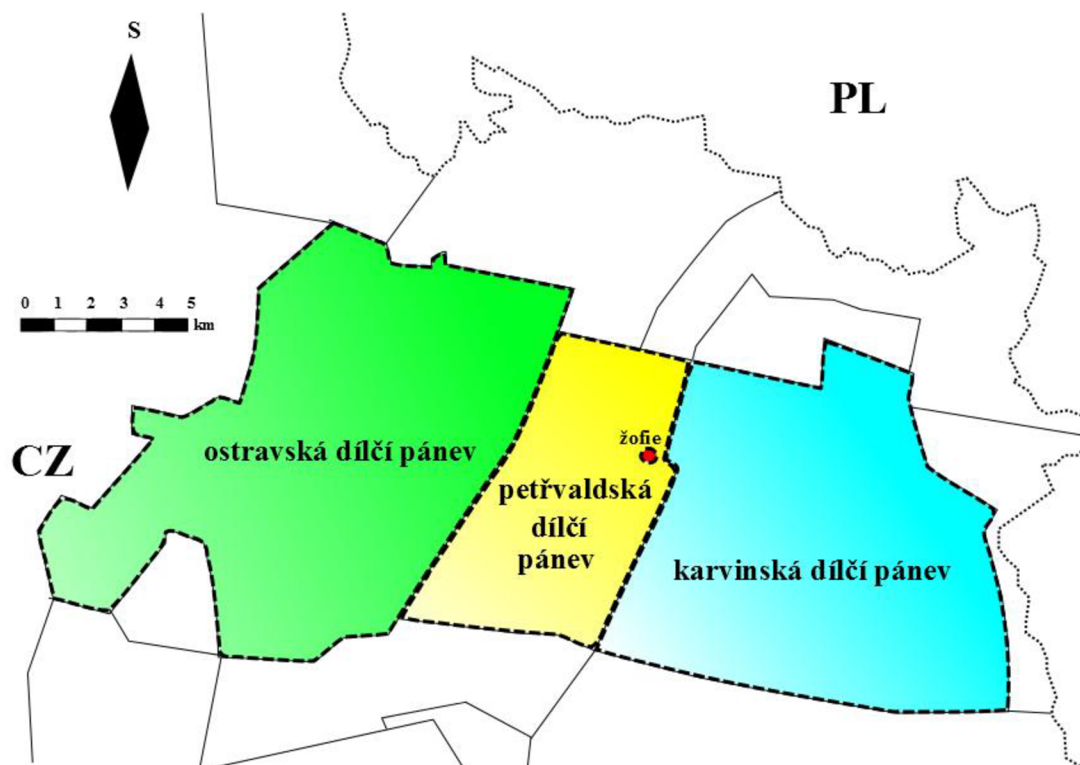 S
PL
0 1 2 3 4 5
km
CZ
ostravská dílčí pánev
žofie
petřvaldská
dílčí
pánev
karvinská dílčí pánev